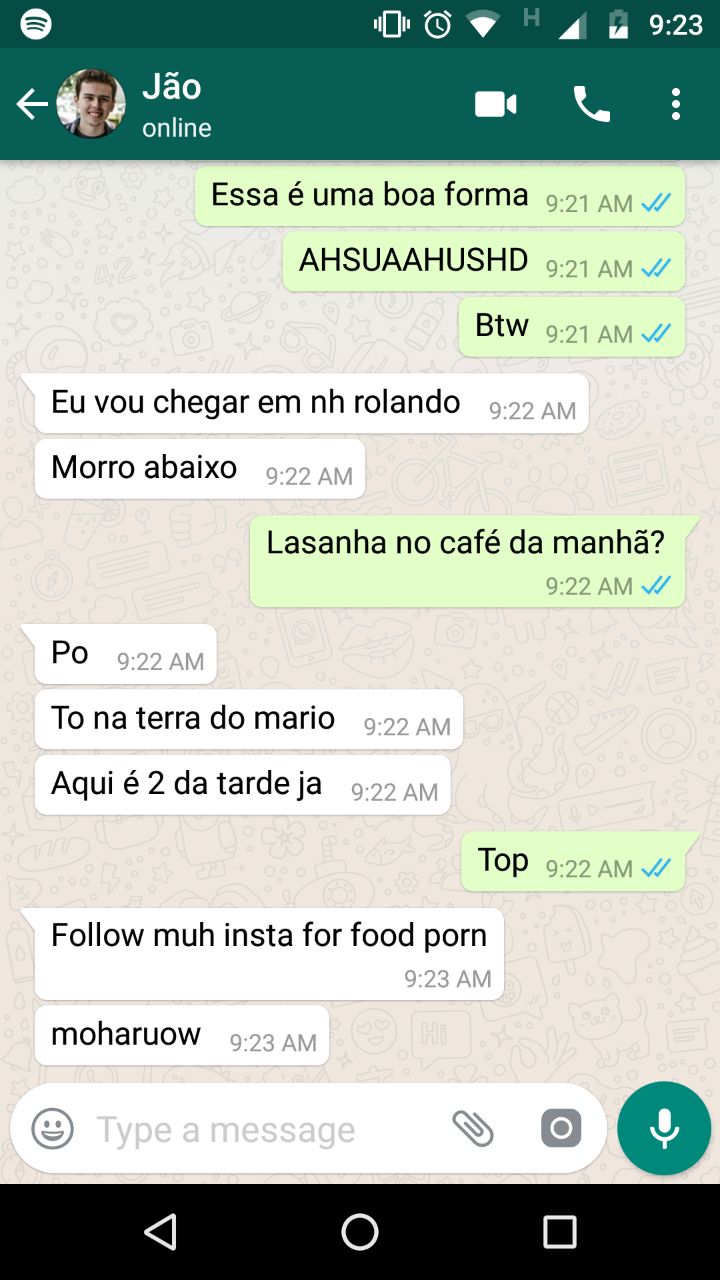 H 9:23
Jão
online
Essa é uma boa forma 9:21 AM
AHSUAAHUSHD 9:21 AM
Btw 9:21 AM
Eu vou chegar em nh rolando 9:22 AM
Morro abaixo 9:22 AM
Lasanha no café da manhã?
9:22 AM
Po 9:22 AM
To na terra do mario 9:22 AM
Aqui é 2 da tarde ja 9:22 AM
Top 9:22 AM
Follow muh insta for food porn
9:23 AM
moharuow 9:23 AM
Type a message